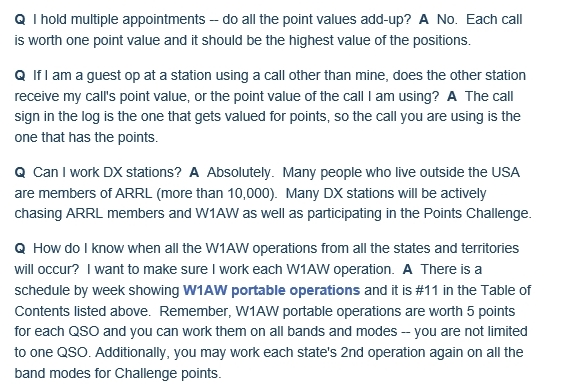 Q I hold multiple appointments -- do all the point values add-up? A No. Each call
is worth one point value and it should be the highest value of the positions.
Q If I am a guest op at a station using a call other than mine, does the other station
receive my call's point value, or the point value of the call I am using? A The call
sign in the log is the one that gets valued for points, so the call you are using is the
one that has the points.
Q Can I work DX stations? A Absolutely. Many people who live outside the USA
are members of ARRL (more than 10,000). Many DX stations will be actively
chasing ARRL members and W1AW as well as participating in the Points Challenge.
Q How do I know when all the W1AW operations from all the states and territories
will occur? I want to make sure I work each W1AW operation. A There is a
schedule by week showing W1AW portable operations and it is #11 in the Table of
Contents listed above. Remember, W1AW portable operations are worth 5 points
for each QSO and you can work them on all bands and modes -- you are not limited
to one QSO. Additionally, you may work each state's 2nd operation again on all the
band modes for Challenge points.